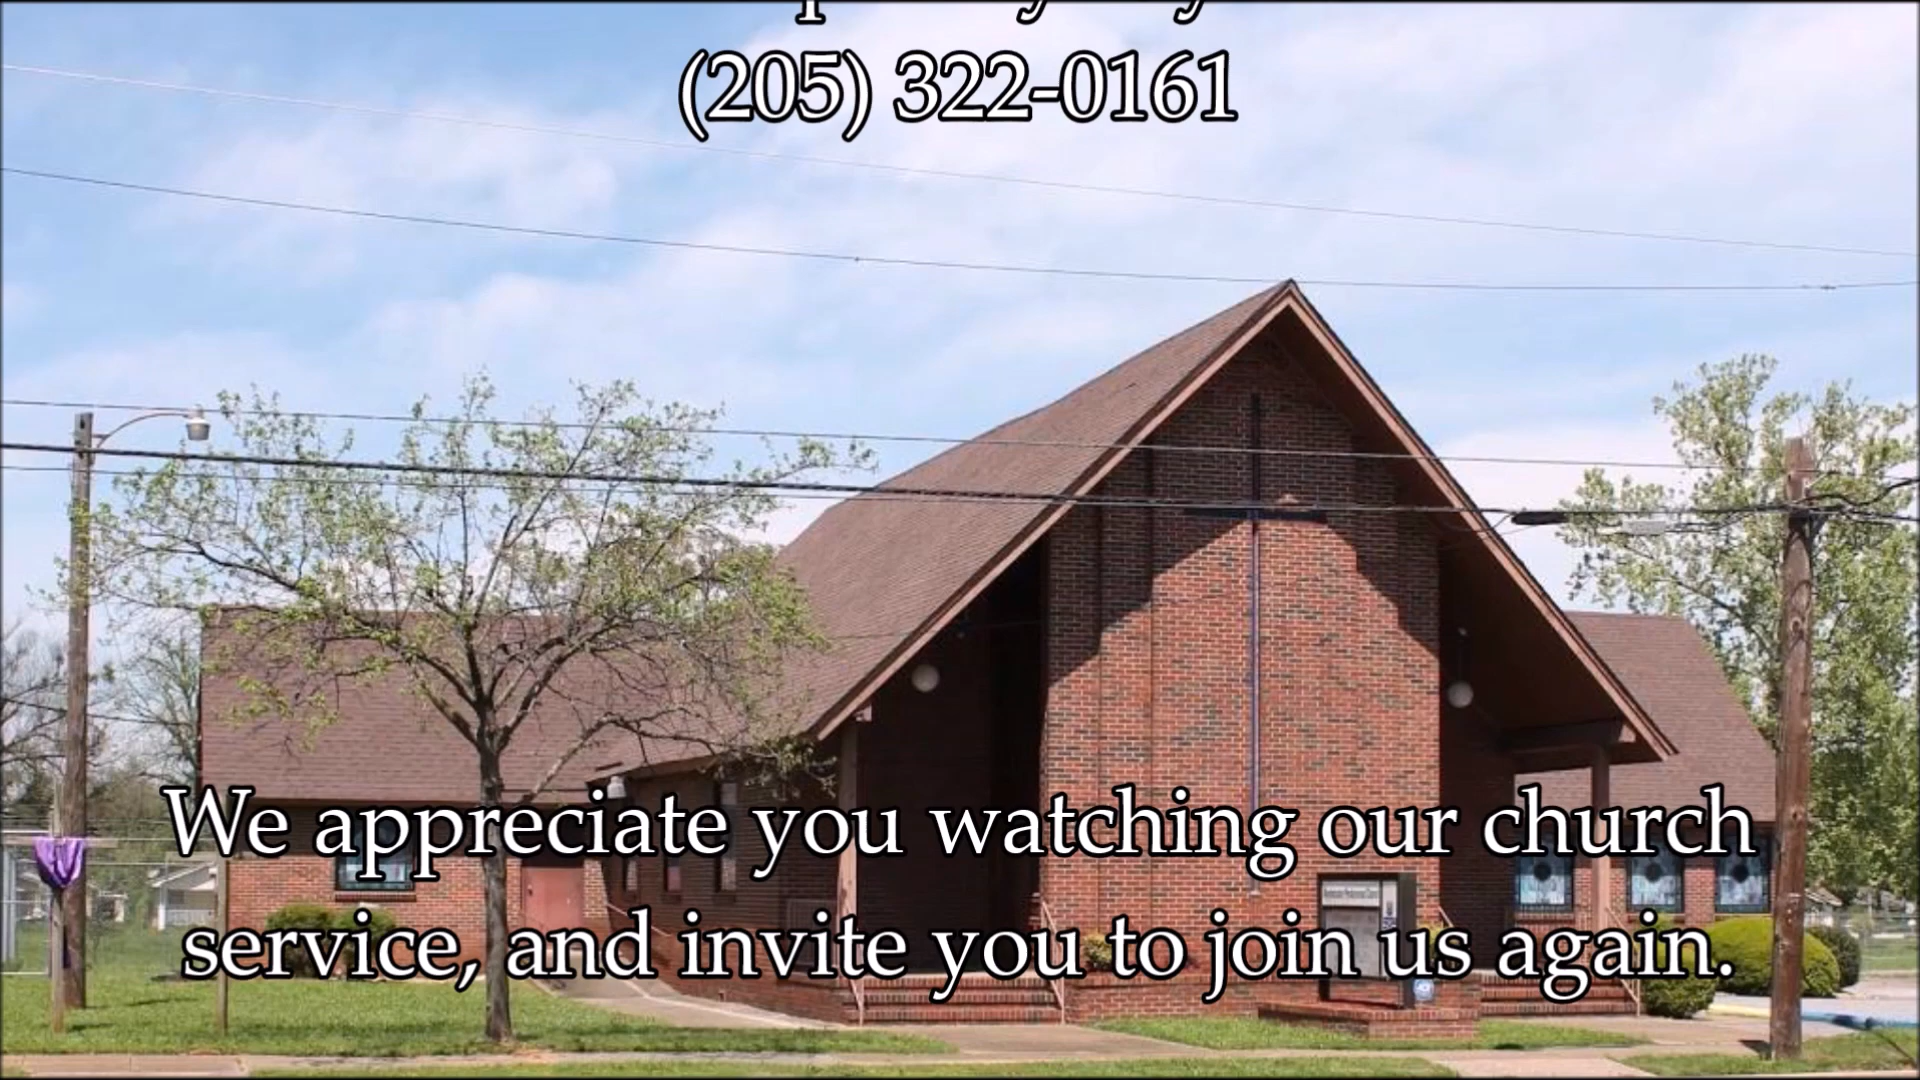 (205) 322-0161
We appreciate you watching our church
service, and invite you to join us again.